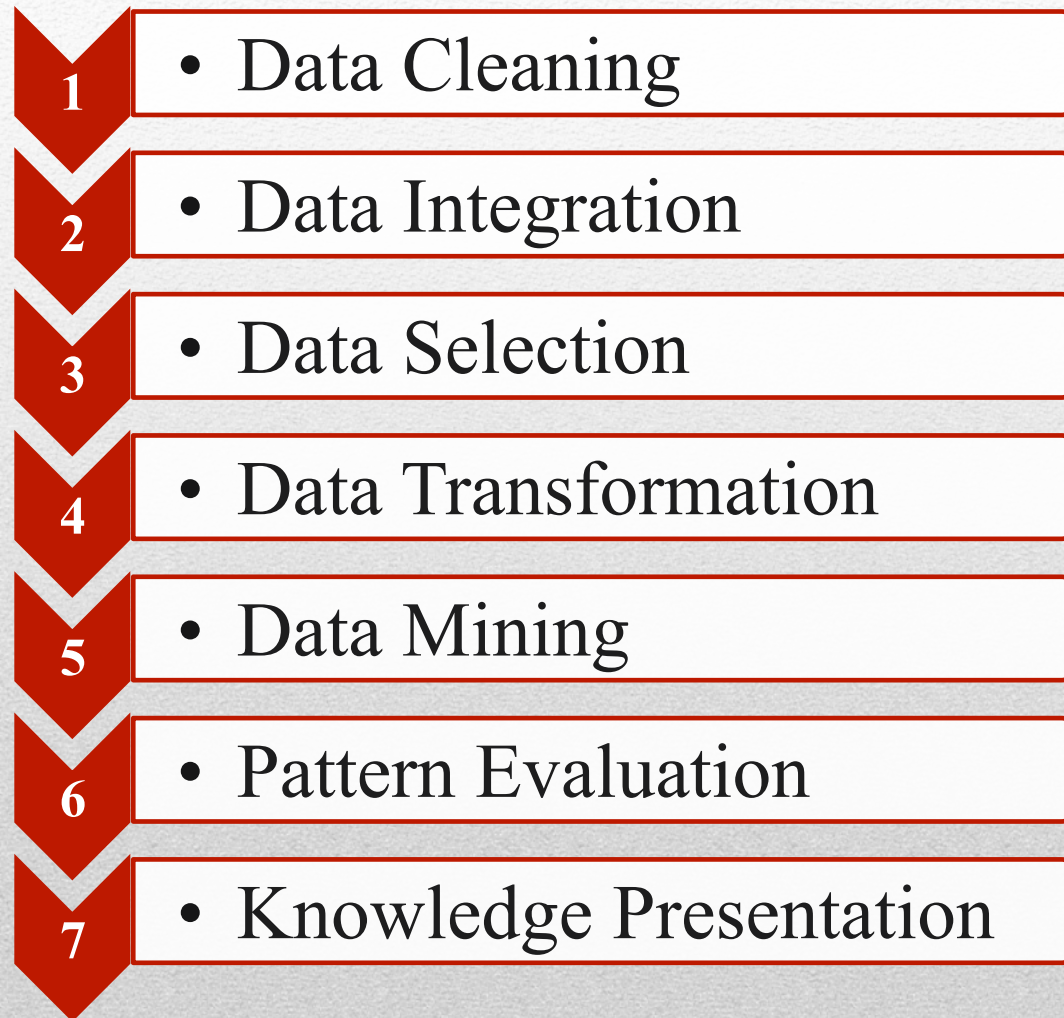 1 • Data Cleaning
2 • Data Integration
3 • Data Selection
4 • Data Transformation
5 • Data Mining
6 • Pattern Evaluation
7 • Knowledge Presentation